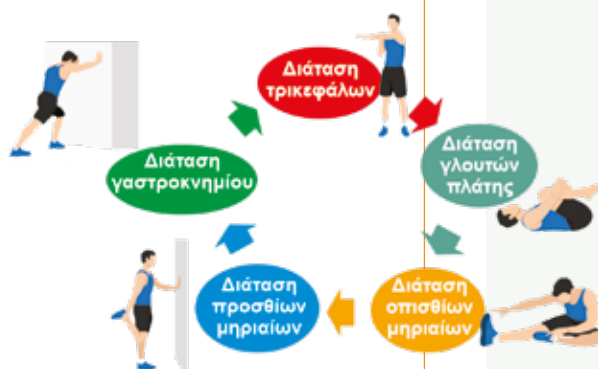 Διάταση
τρικεφάλων
Διάταση
γλουτών
πλάτης
Διάταση
οπισθίων
μηριαίων
Διάταση
προσθίων
μηριαίων
Διάταση
γαστροκνημίου